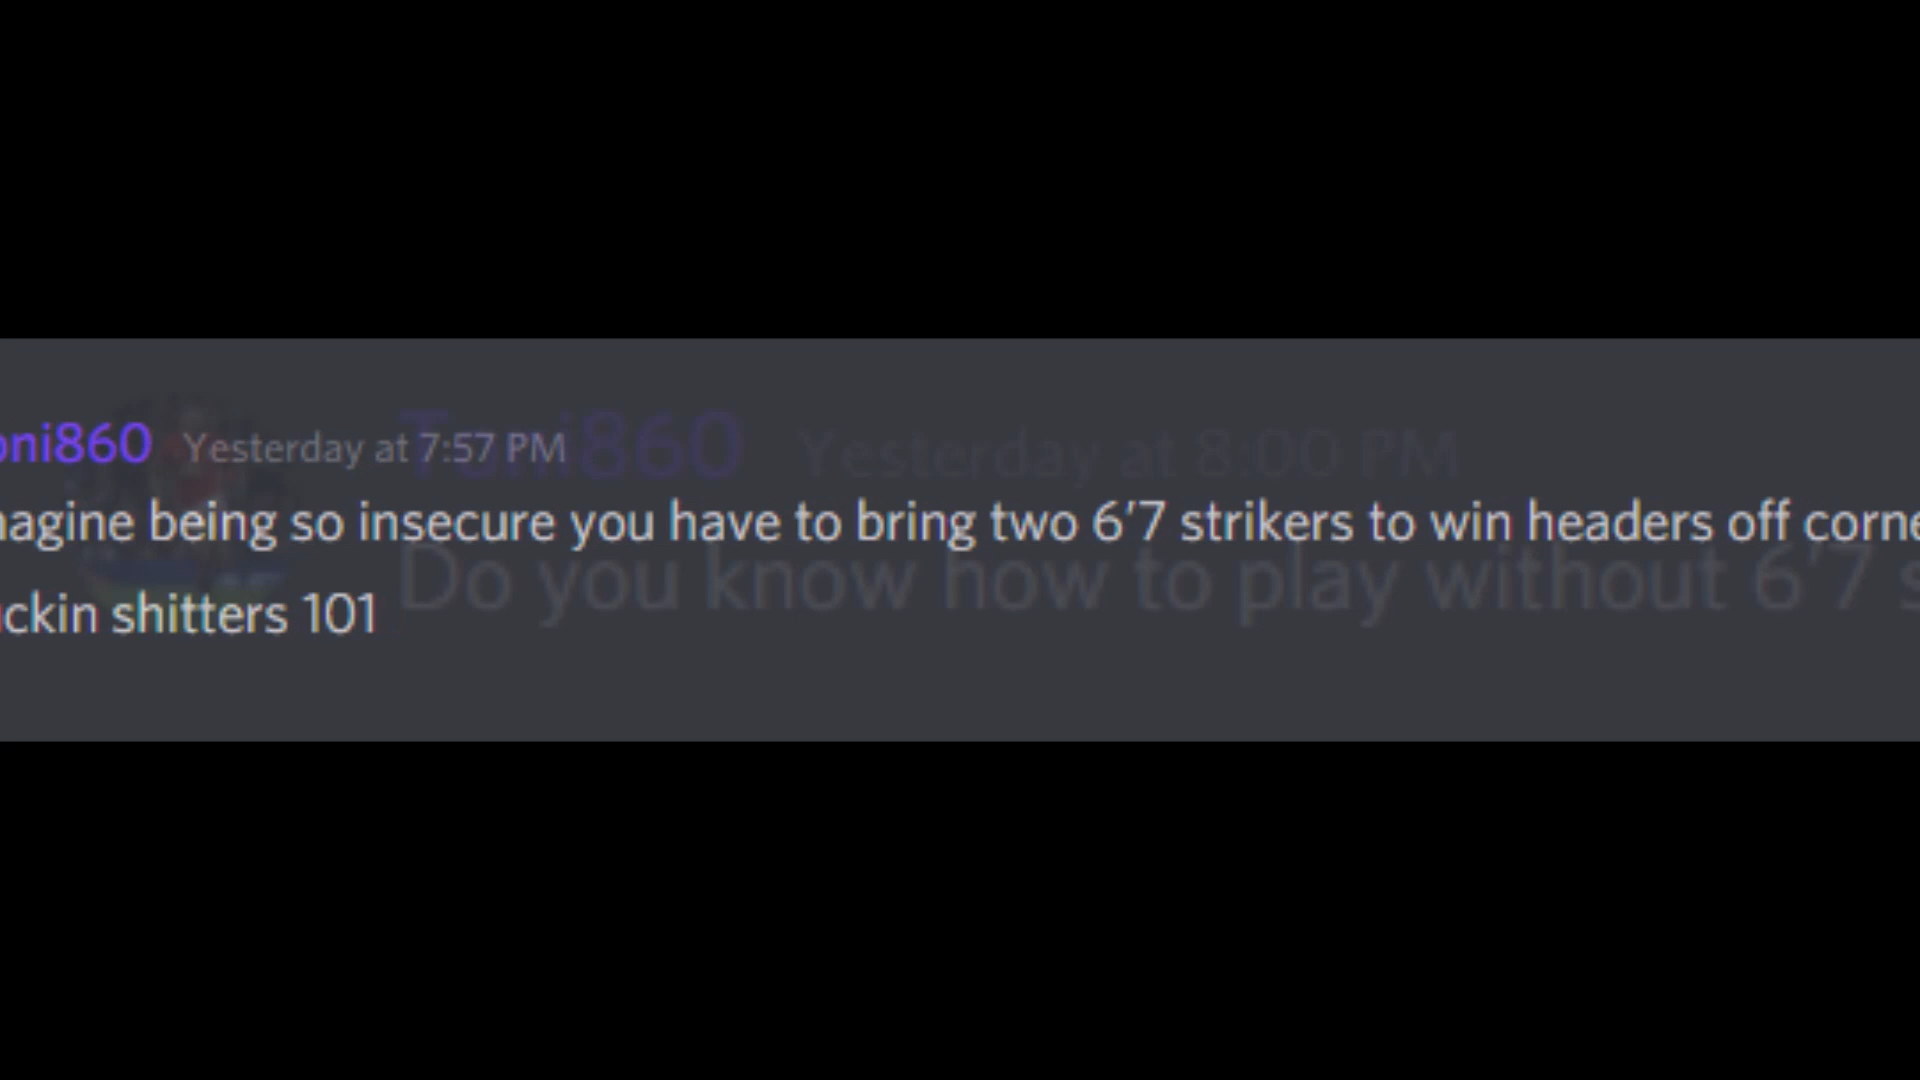 oni860 Yesterday at 7:57 PM
magine being so insecure you have to bring two 6'7 strikers to win headers off corne
ckin shitters 101
Toni860 Yesterday at 8:00 PM
Do you know how to play without 6'7 s